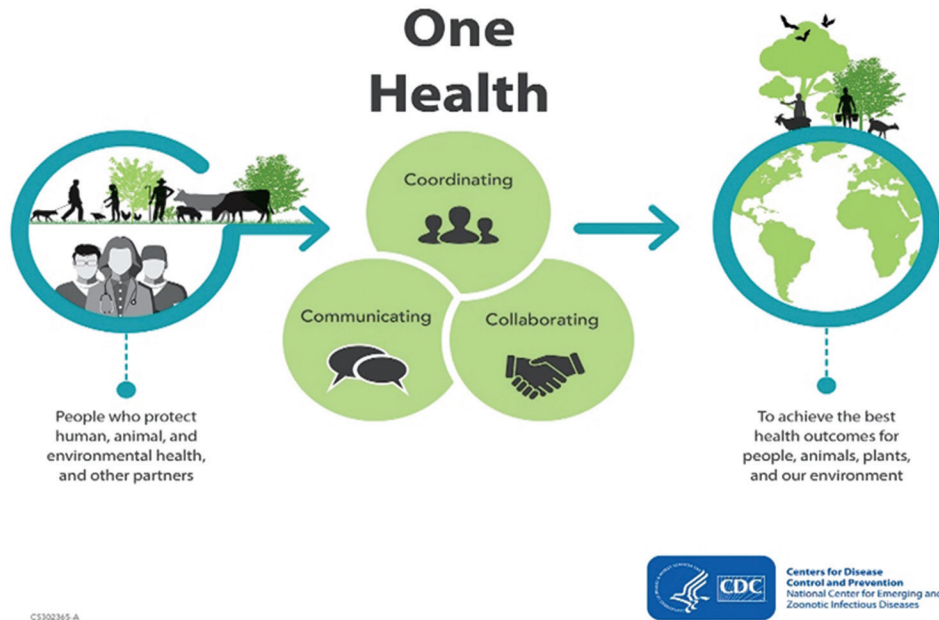 One
Health
Coordinating
Communicating
Collaborating
People who protect
human, animal, and
environmental health,
and other partners
To achieve the best
health outcomes for
people, animals, plants,
and our environment
CDC
Centers for Disease
Control and Prevention
National Center for Emerging and
Zoonotic Infectious Diseases
CS302365-A